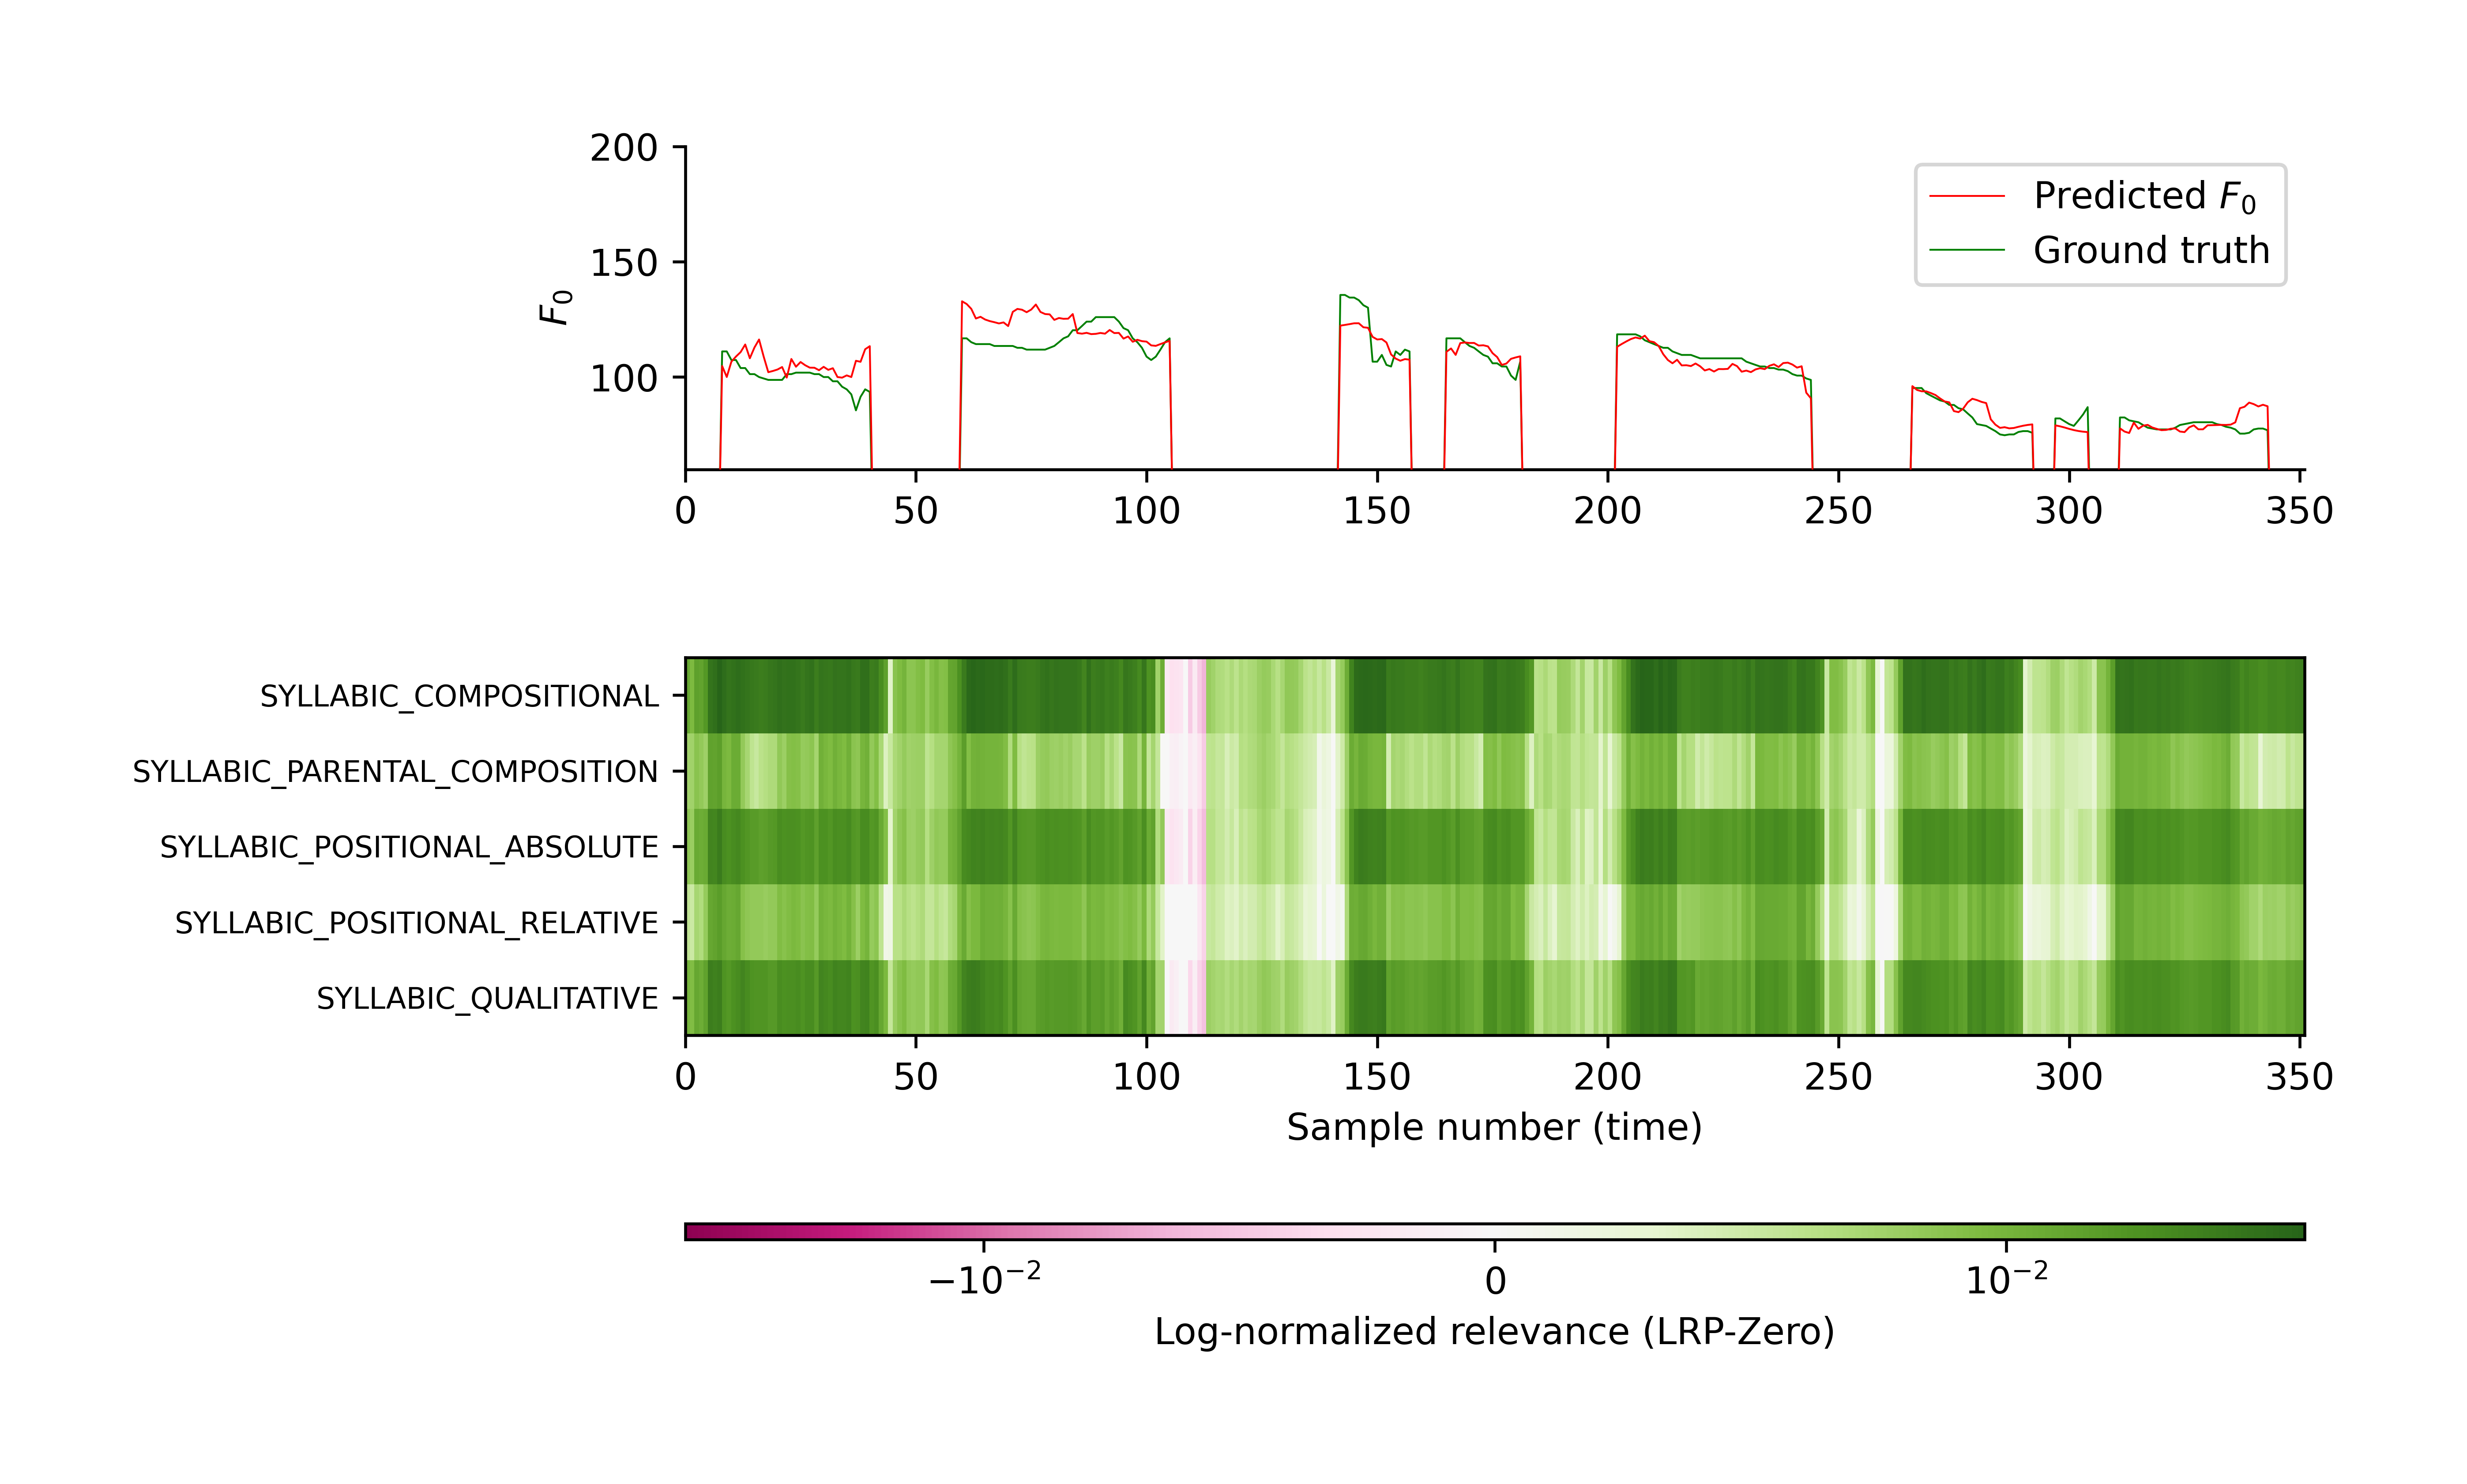 200
150
100
F₀
Predicted F₀
Ground truth
0 50 100 150 200 250 300 350
SYLLABIC_COMPOSITIONAL
SYLLABIC_PARENTAL_COMPOSITION
SYLLABIC_POSITIONAL_ABSOLUTE
SYLLABIC_POSITIONAL_RELATIVE
SYLLABIC_QUALITATIVE
0 50 100 150 200 250 300 350
Sample number (time)
−10⁻² 0 10⁻²
Log-normalized relevance (LRP-Zero)